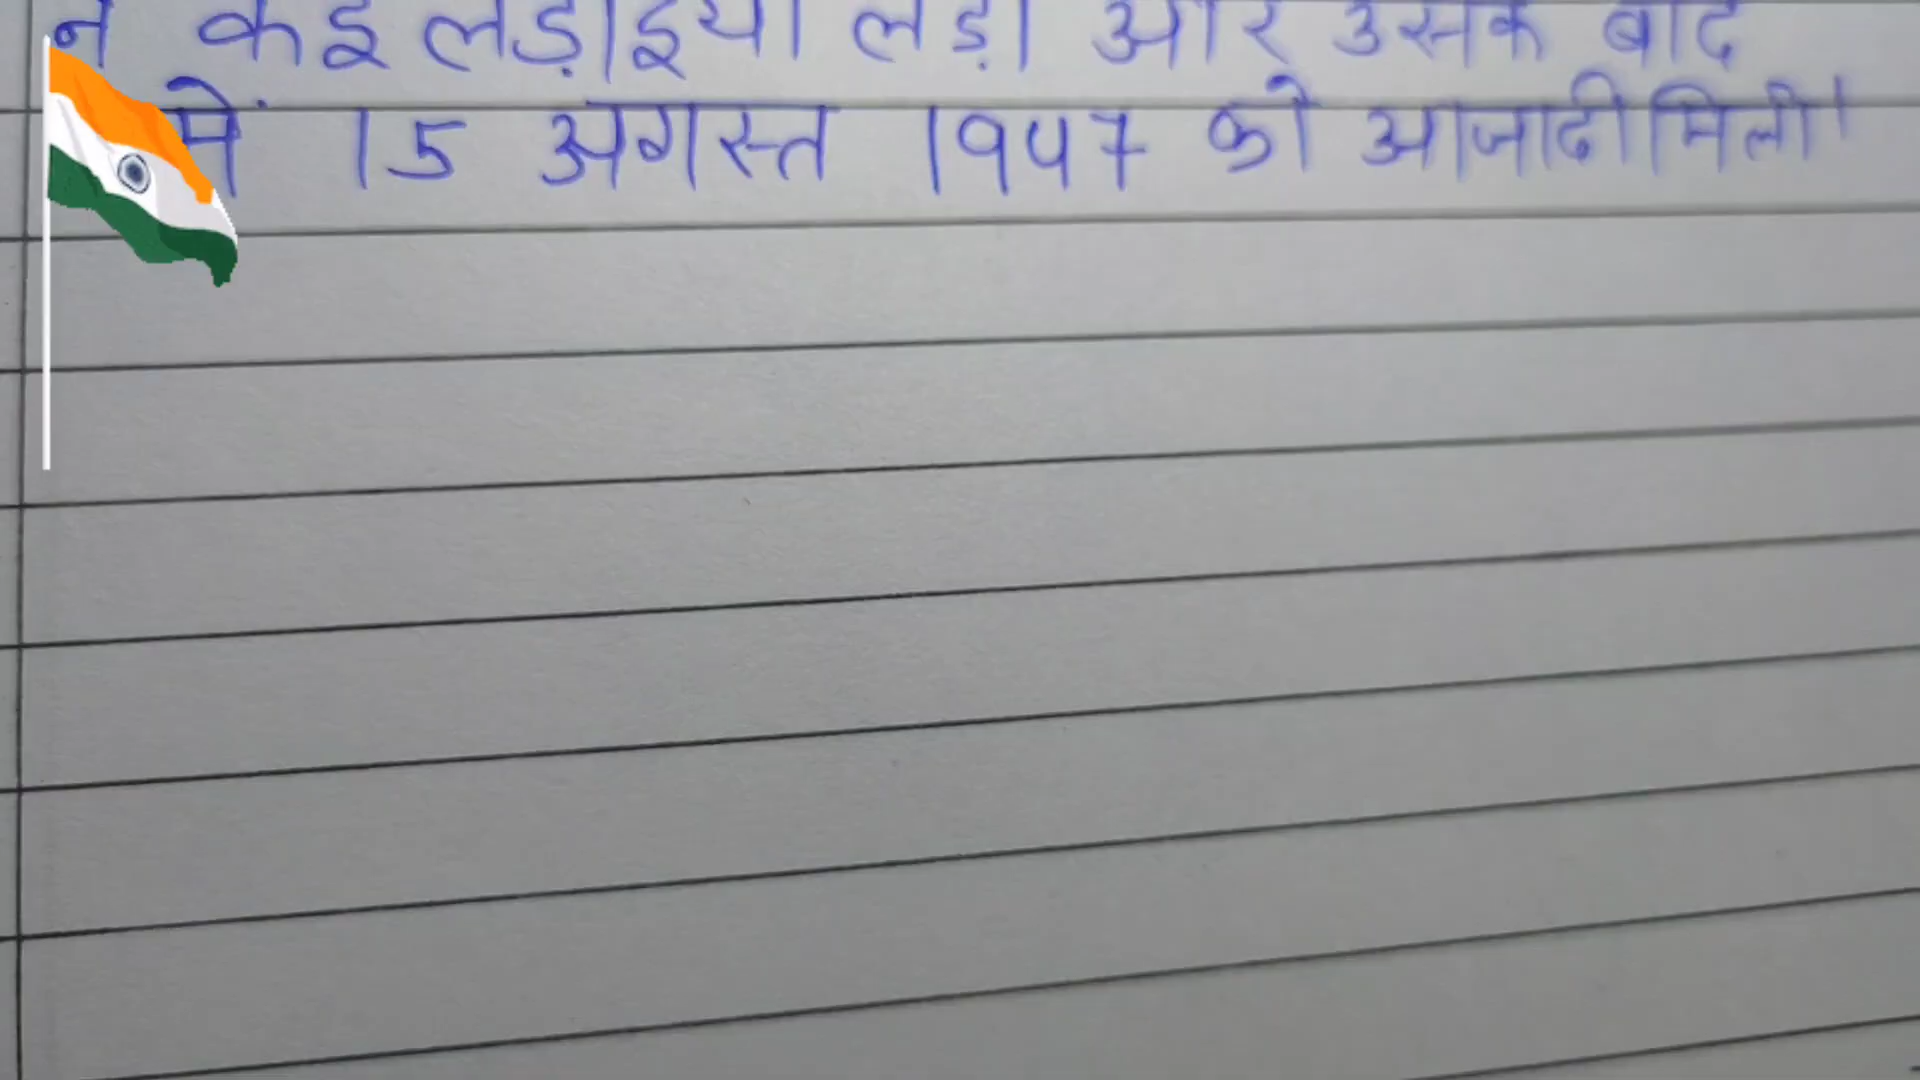 ने कई लड़ाइयां लड़ी और उसके बाद
में 15 अगस्त 1947 को आजादी मिली।